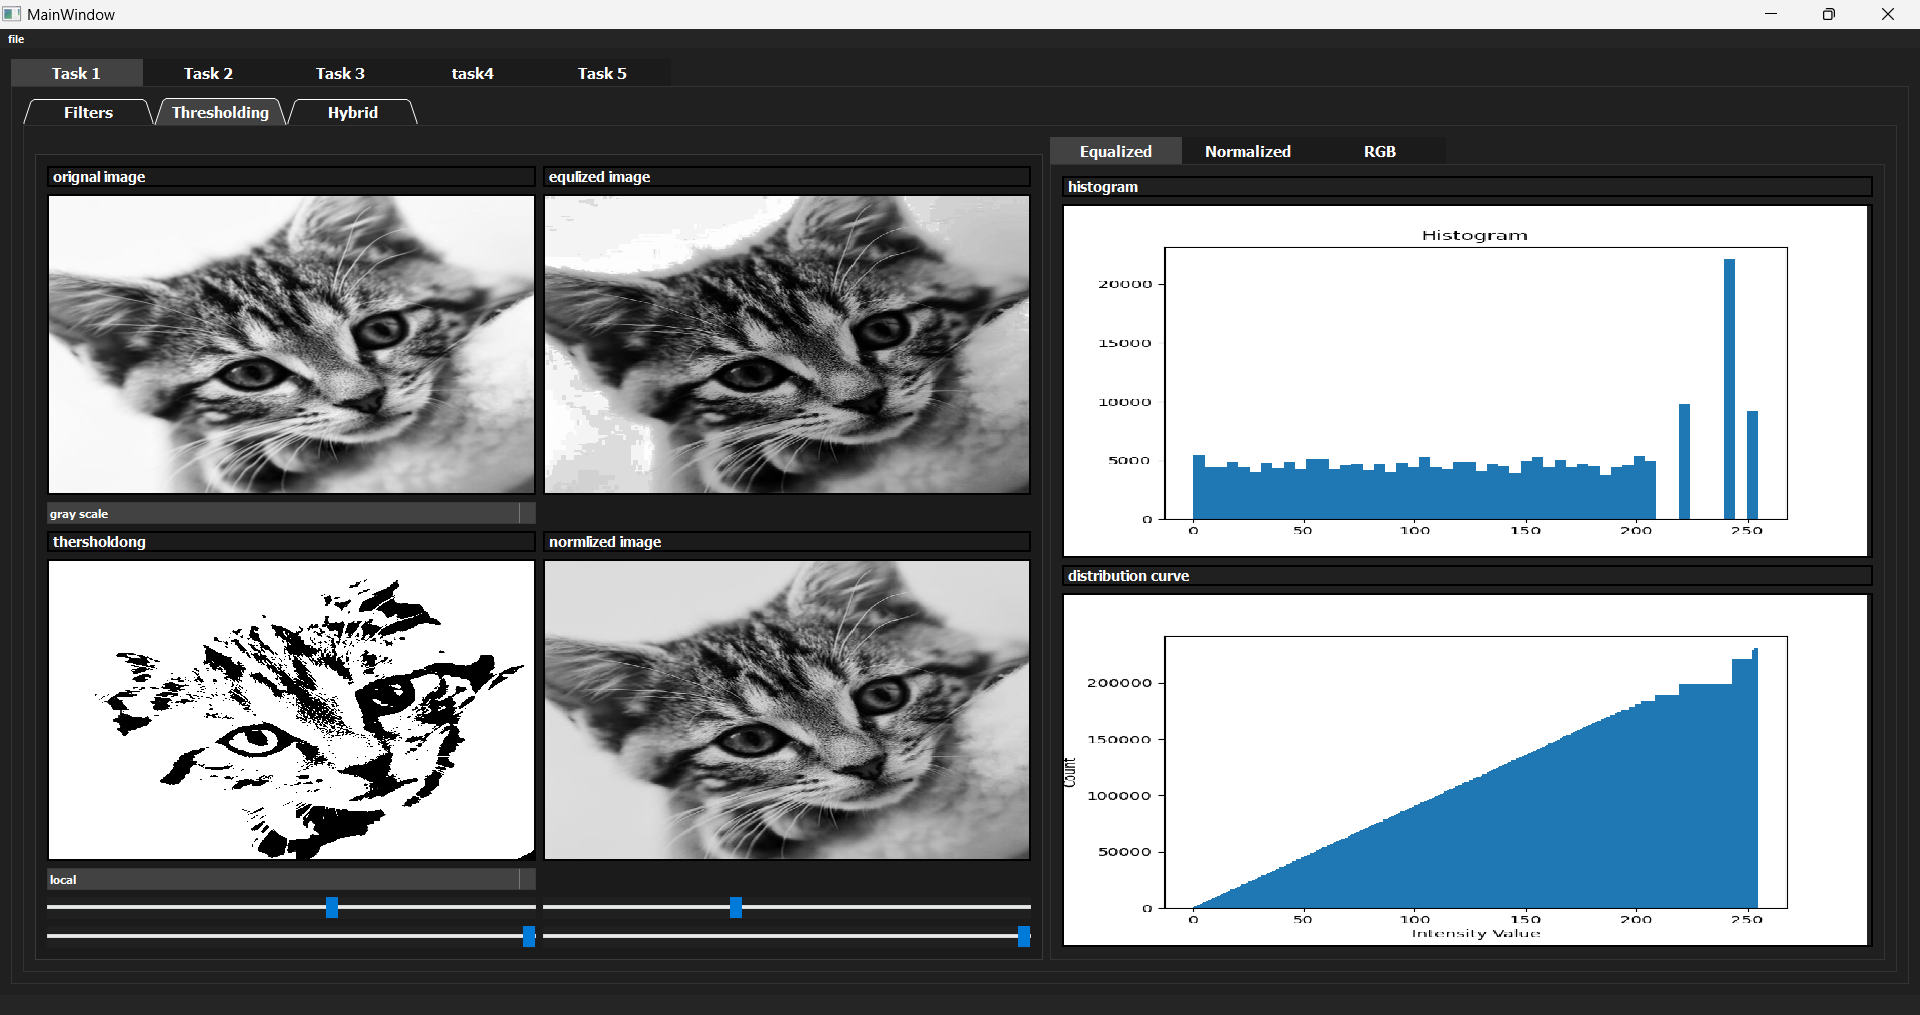 MainWindow
file
Task 1 Task 2 Task 3 task4 Task 5
Filters Thresholding Hybrid
orignal image
equlized image
gray scale
thersholdong
normlized image
local
Equalized Normalized RGB
histogram
Histogram
20000
15000
10000
5000
0
0 50 100 150 200 250
distribution curve
Count
200000
150000
100000
50000
0
0 50 100 150 200 250
Intensity Value